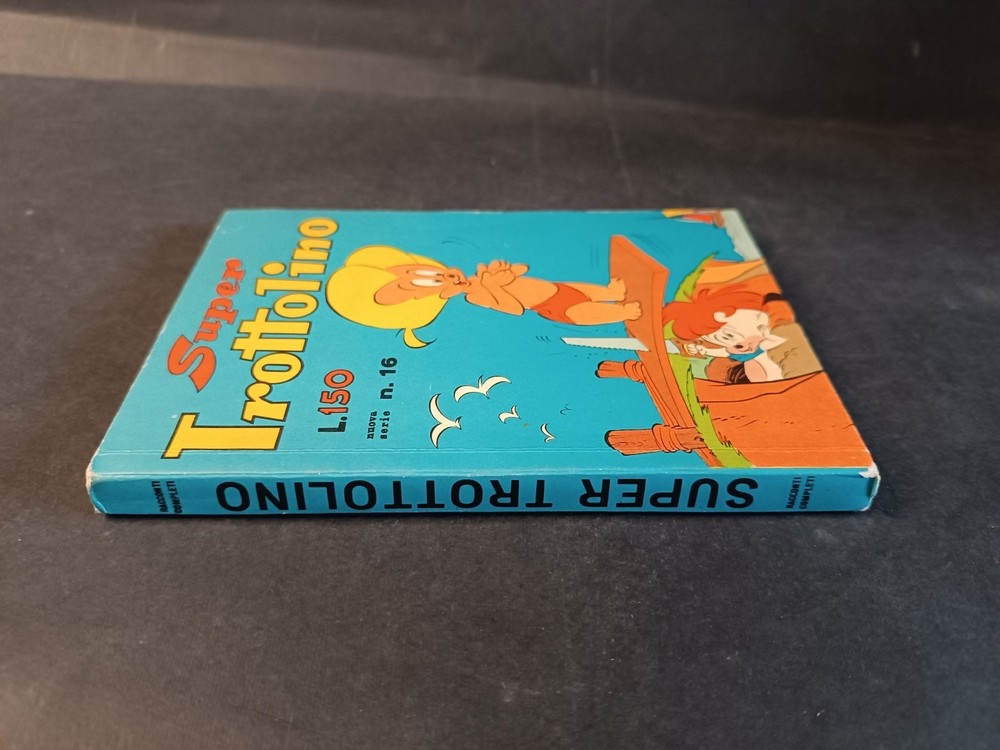 Super
Trottolino
L.150
nuova
serie n. 16
RACCONTI
COMPLETI
SUPER TROTTOLINO
RACCONTI
COMPLETI